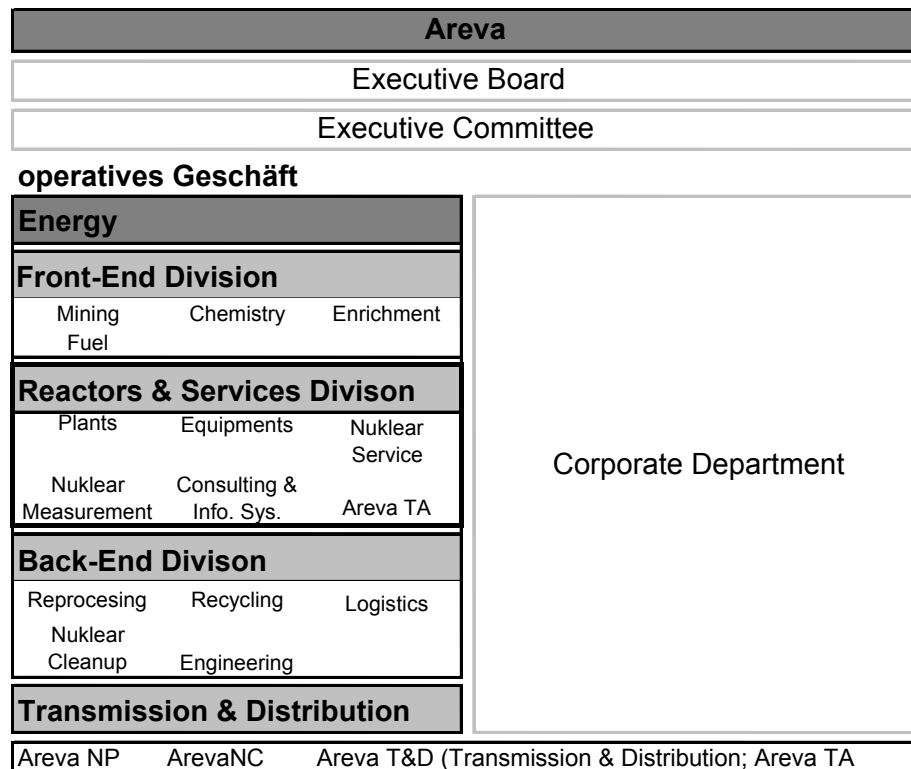 Areva
Executive Board
Executive Committee
operatives Geschäft
Energy
Front-End Division
Mining Chemistry Enrichment
Fuel
Reactors & Services Divison
Plants Equipments Nuklear
Service
Nuklear Consulting &
Measurement Info. Sys. Areva TA
Back-End Divison
Reprocesing Recycling Logistics
Nuklear
Cleanup Engineering
Transmission & Distribution
Corporate Department
Areva NP ArevaNC Areva T&D (Transmission & Distribution; Areva TA